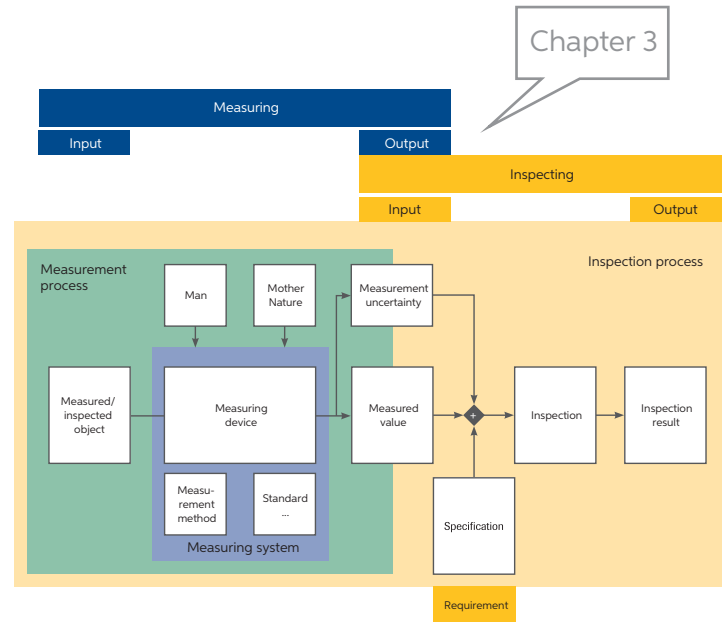 Chapter 3
Measuring
Input
Output
Inspecting
Input
Output
Measurement
process
Inspection process
Man
Mother
Nature
Measurement
uncertainty
Measured/
inspected
object
Measuring
device
Measured
value
+
Inspection
Inspection
result
Measu-
rement
method
Standard
...
Specification
Measuring system
Requirement